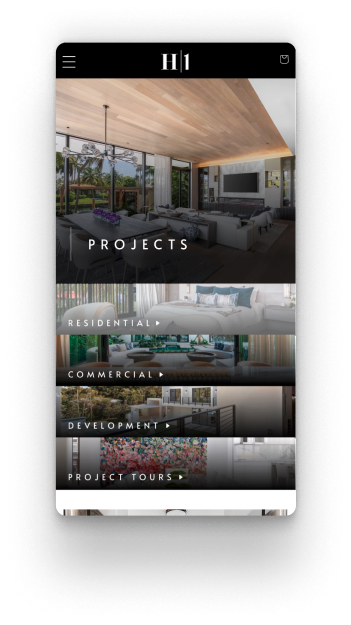 H|1
PROJECTS
RESIDENTIAL
COMMERCIAL
DEVELOPMENT
PROJECT TOURS